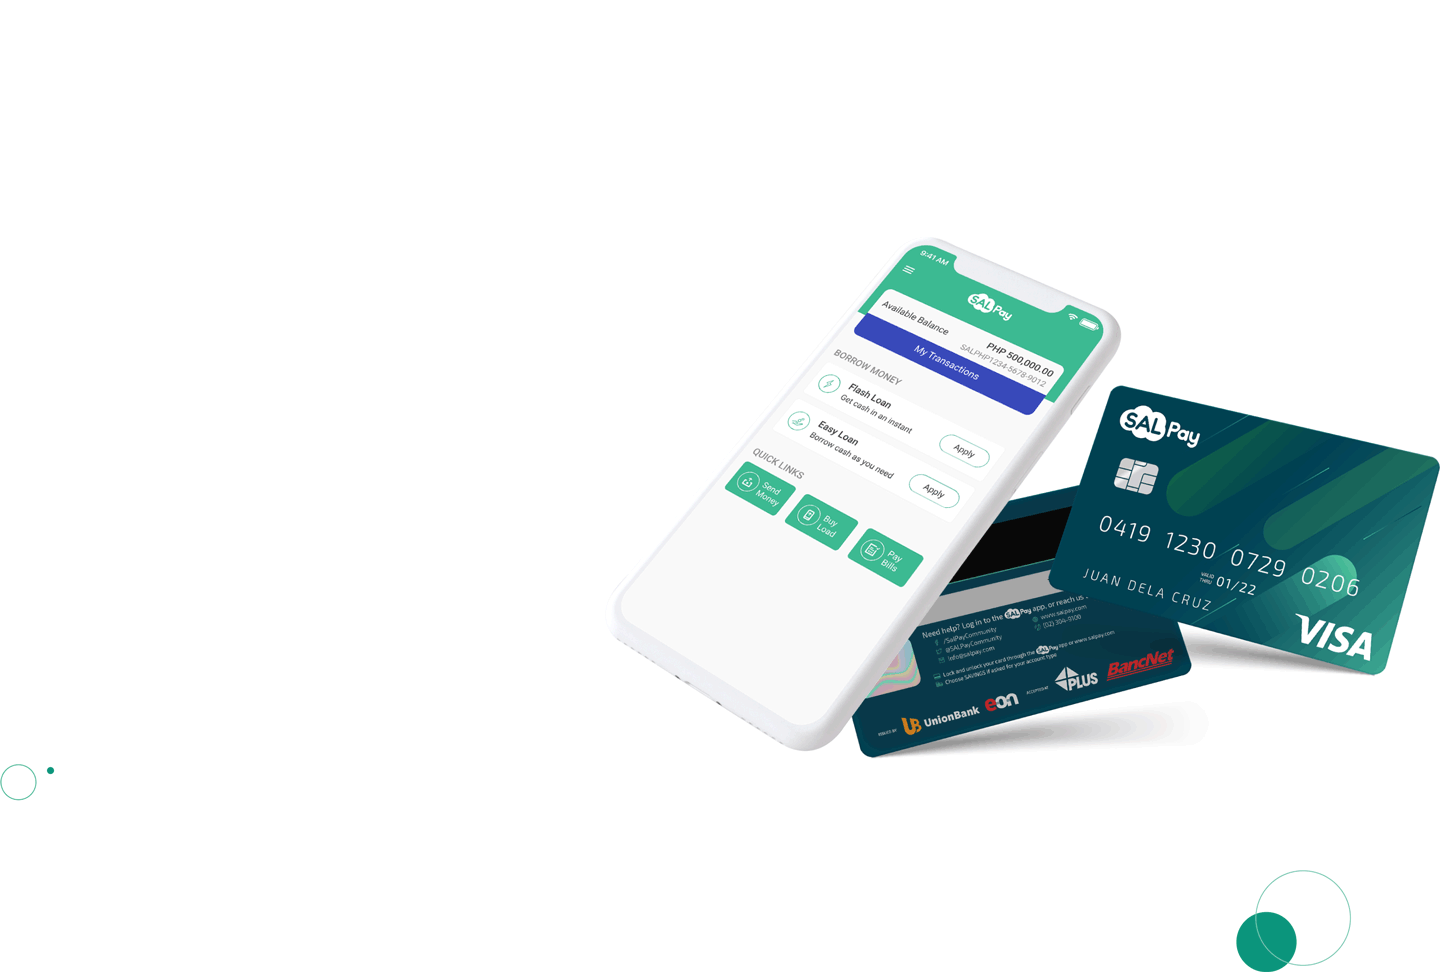 9:41 AM
SAL Pay
Available Balance
PHP 500,000.00
SALPHP1234-5678-9012
My Transactions
BORROW MONEY
Flash Loan
Get cash in an instant
Apply
Easy Loan
Borrow cash as you need
Apply
QUICK LINKS
Send
Money
Buy
Load
Pay
Bills
SAL Pay
0419 1230 0729 0206
VALID
THRU 01/22
JUAN DELA CRUZ
VISA
Need help? Log in to the SAL Pay app, or reach us
/SalPayCommunity
www.salpay.com
@SALPayCommunity
info@salpay.com
Lock and unlock your card through the SAL Pay app or www.salpay.com
Choose SAVINGS if asked for your account type
ISSUED BY UB UnionBank eon ACCEPTED AT PLUS BancNet